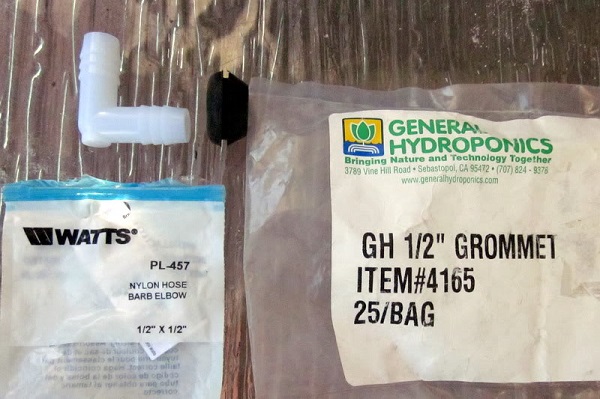 GENERAL
HYDROPONICS
Bringing Nature and Technology Together
3789 Vine Hill Road • Sebastopol, CA 95472 • (707) 824 - 9376
www.generalhydroponics.com
GH 1/2" GROMMET
ITEM#4165
25/BAG
WATTS®
PL-457
NYLON HOSE
BARB ELBOW
1/2" X 1/2"